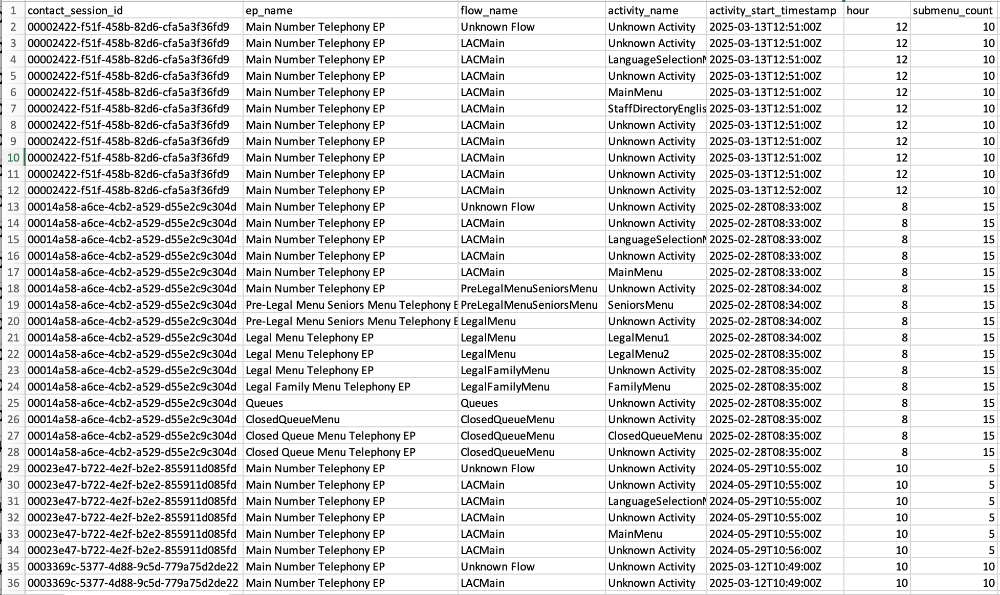 1 contact_session_id ep_name flow_name activity_name activity_start_timestamp hour submenu_count
2 00002422-f51f-458b-82d6-cfa5a3f36fd9 Main Number Telephony EP Unknown Flow Unknown Activity 2025-03-13T12:51:00Z 12 10
3 00002422-f51f-458b-82d6-cfa5a3f36fd9 Main Number Telephony EP LACMain Unknown Activity 2025-03-13T12:51:00Z 12 10
4 00002422-f51f-458b-82d6-cfa5a3f36fd9 Main Number Telephony EP LACMain LanguageSelectionM 2025-03-13T12:51:00Z 12 10
5 00002422-f51f-458b-82d6-cfa5a3f36fd9 Main Number Telephony EP LACMain Unknown Activity 2025-03-13T12:51:00Z 12 10
6 00002422-f51f-458b-82d6-cfa5a3f36fd9 Main Number Telephony EP LACMain MainMenu 2025-03-13T12:51:00Z 12 10
7 00002422-f51f-458b-82d6-cfa5a3f36fd9 Main Number Telephony EP LACMain StaffDirectoryEnglis 2025-03-13T12:51:00Z 12 10
8 00002422-f51f-458b-82d6-cfa5a3f36fd9 Main Number Telephony EP LACMain Unknown Activity 2025-03-13T12:51:00Z 12 10
9 00002422-f51f-458b-82d6-cfa5a3f36fd9 Main Number Telephony EP LACMain Unknown Activity 2025-03-13T12:51:00Z 12 10
10 00002422-f51f-458b-82d6-cfa5a3f36fd9 Main Number Telephony EP LACMain Unknown Activity 2025-03-13T12:51:00Z 12 10
11 00002422-f51f-458b-82d6-cfa5a3f36fd9 Main Number Telephony EP LACMain Unknown Activity 2025-03-13T12:51:00Z 12 10
12 00002422-f51f-458b-82d6-cfa5a3f36fd9 Main Number Telephony EP LACMain Unknown Activity 2025-03-13T12:52:00Z 12 10
13 00014a58-a6ce-4cb2-a529-d55e2c9c304d Main Number Telephony EP Unknown Flow Unknown Activity 2025-02-28T08:33:00Z 8 15
14 00014a58-a6ce-4cb2-a529-d55e2c9c304d Main Number Telephony EP LACMain Unknown Activity 2025-02-28T08:33:00Z 8 15
15 00014a58-a6ce-4cb2-a529-d55e2c9c304d Main Number Telephony EP LACMain LanguageSelectionM 2025-02-28T08:33:00Z 8 15
16 00014a58-a6ce-4cb2-a529-d55e2c9c304d Main Number Telephony EP LACMain Unknown Activity 2025-02-28T08:33:00Z 8 15
17 00014a58-a6ce-4cb2-a529-d55e2c9c304d Main Number Telephony EP LACMain MainMenu 2025-02-28T08:33:00Z 8 15
18 00014a58-a6ce-4cb2-a529-d55e2c9c304d Main Number Telephony EP PreLegalMenuSeniorsMenu Unknown Activity 2025-02-28T08:34:00Z 8 15
19 00014a58-a6ce-4cb2-a529-d55e2c9c304d Pre-Legal Menu Seniors Menu Telephony E PreLegalMenuSeniorsMenu SeniorsMenu 2025-02-28T08:34:00Z 8 15
20 00014a58-a6ce-4cb2-a529-d55e2c9c304d Pre-Legal Menu Seniors Menu Telephony E LegalMenu Unknown Activity 2025-02-28T08:34:00Z 8 15
21 00014a58-a6ce-4cb2-a529-d55e2c9c304d Legal Menu Telephony EP LegalMenu LegalMenu1 2025-02-28T08:34:00Z 8 15
22 00014a58-a6ce-4cb2-a529-d55e2c9c304d Legal Menu Telephony EP LegalMenu LegalMenu2 2025-02-28T08:35:00Z 8 15
23 00014a58-a6ce-4cb2-a529-d55e2c9c304d Legal Menu Telephony EP LegalFamilyMenu Unknown Activity 2025-02-28T08:35:00Z 8 15
24 00014a58-a6ce-4cb2-a529-d55e2c9c304d Legal Family Menu Telephony EP LegalFamilyMenu FamilyMenu 2025-02-28T08:35:00Z 8 15
25 00014a58-a6ce-4cb2-a529-d55e2c9c304d Queues Queues Unknown Activity 2025-02-28T08:35:00Z 8 15
26 00014a58-a6ce-4cb2-a529-d55e2c9c304d ClosedQueueMenu ClosedQueueMenu Unknown Activity 2025-02-28T08:35:00Z 8 15
27 00014a58-a6ce-4cb2-a529-d55e2c9c304d Closed Queue Menu Telephony EP ClosedQueueMenu ClosedQueueMenu 2025-02-28T08:35:00Z 8 15
28 00014a58-a6ce-4cb2-a529-d55e2c9c304d Closed Queue Menu Telephony EP ClosedQueueMenu Unknown Activity 2025-02-28T08:35:00Z 8 15
29 00023e47-b722-4e2f-b2e2-855911d085fd Main Number Telephony EP Unknown Flow Unknown Activity 2024-05-29T10:55:00Z 10 5
30 00023e47-b722-4e2f-b2e2-855911d085fd Main Number Telephony EP LACMain Unknown Activity 2024-05-29T10:55:00Z 10 5
31 00023e47-b722-4e2f-b2e2-855911d085fd Main Number Telephony EP LACMain LanguageSelectionM 2024-05-29T10:55:00Z 10 5
32 00023e47-b722-4e2f-b2e2-855911d085fd Main Number Telephony EP LACMain Unknown Activity 2024-05-29T10:55:00Z 10 5
33 00023e47-b722-4e2f-b2e2-855911d085fd Main Number Telephony EP LACMain MainMenu 2024-05-29T10:55:00Z 10 5
34 00023e47-b722-4e2f-b2e2-855911d085fd Main Number Telephony EP LACMain Unknown Activity 2024-05-29T10:56:00Z 10 5
35 0003369c-5377-4d88-9c5d-779a75d2de22 Main Number Telephony EP Unknown Flow Unknown Activity 2025-03-12T10:49:00Z 10 10
36 0003369c-5377-4d88-9c5d-779a75d2de22 Main Number Telephony EP LACMain Unknown Activity 2025-03-12T10:49:00Z 10 10